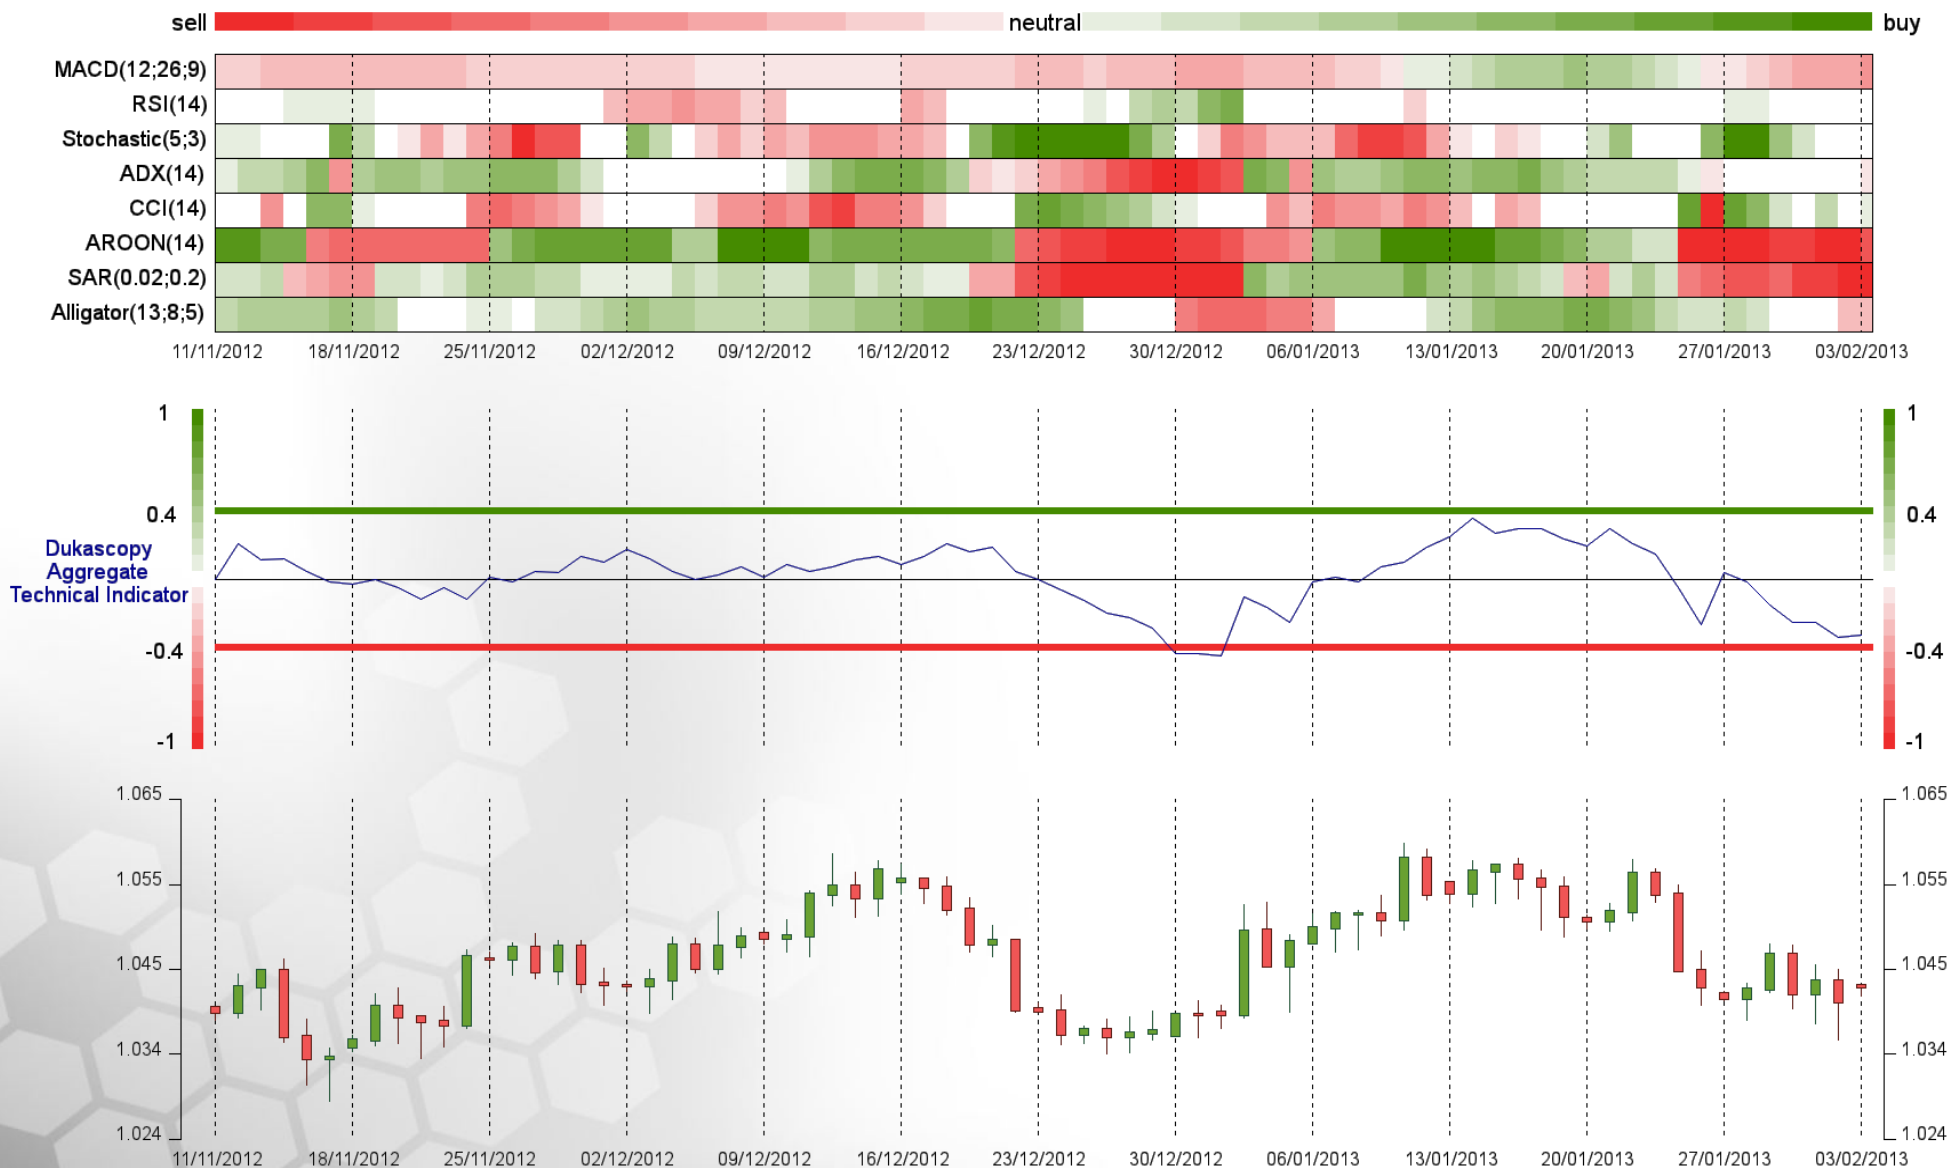 sell neutral buy
MACD(12;26;9)
RSI(14)
Stochastic(5;3)
ADX(14)
CCI(14)
AROON(14)
SAR(0.02;0.2)
Alligator(13;8;5)
11/11/2012 18/11/2012 25/11/2012 02/12/2012 09/12/2012 16/12/2012 23/12/2012 30/12/2012 06/01/2013 13/01/2013 20/01/2013 27/01/2013 03/02/2013
1 1
0.4 0.4
Dukascopy
Aggregate
Technical Indicator
-0.4 -0.4
-1 -1
1.065 1.065
1.055 1.055
1.045 1.045
1.034 1.034
1.024 1.024
11/11/2012 18/11/2012 25/11/2012 02/12/2012 09/12/2012 16/12/2012 23/12/2012 30/12/2012 06/01/2013 13/01/2013 20/01/2013 27/01/2013 03/02/2013